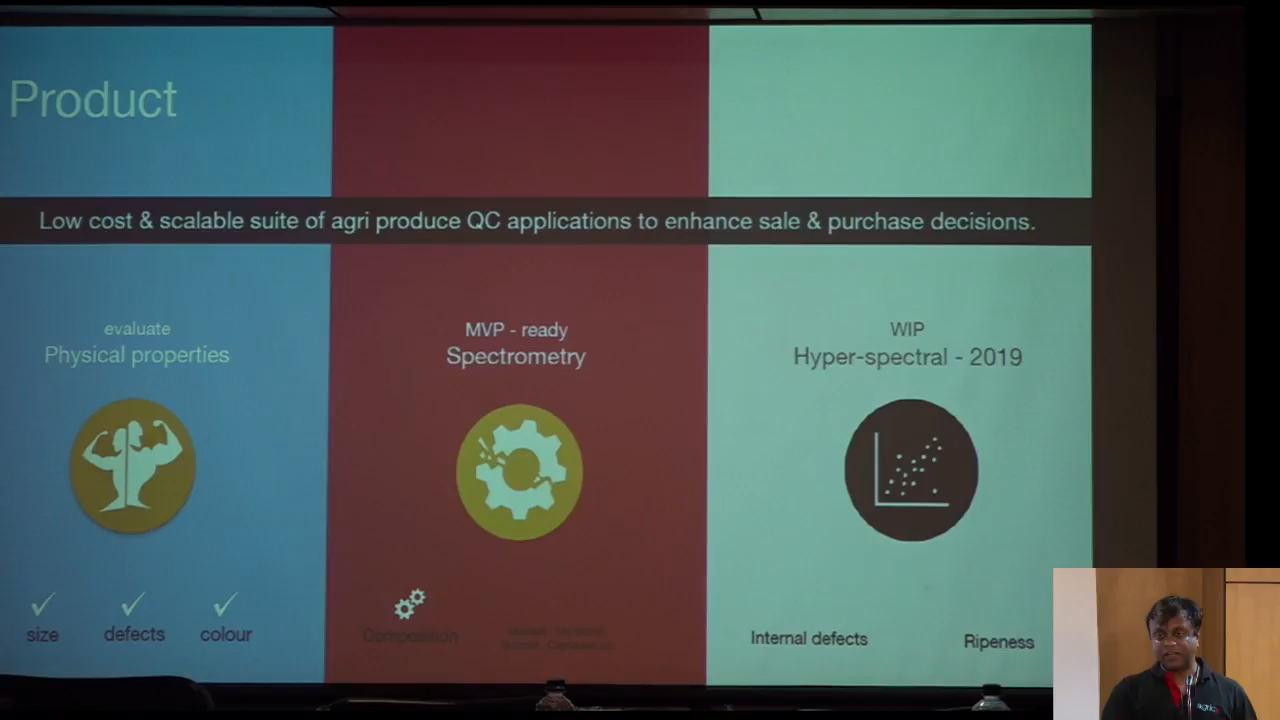 Product
Low cost & scalable suite of agri produce QC applications to enhance sale & purchase decisions.
evaluate
Physical properties
size
defects
colour
MVP - ready
Spectrometry
Composition
WIP
Hyper-spectral - 2019
Internal defects
Ripeness